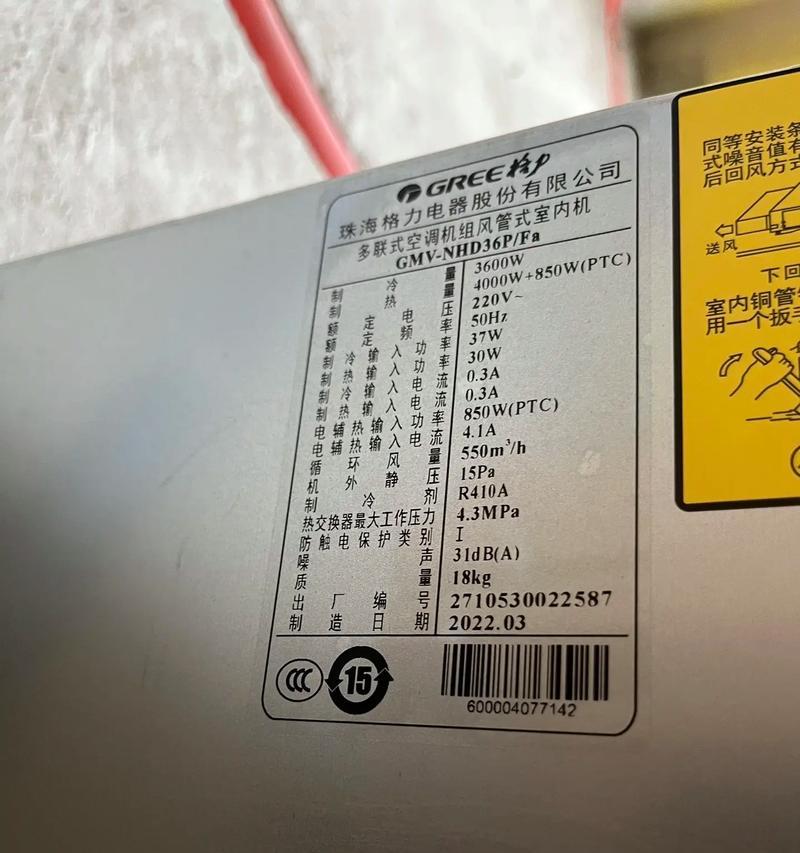 GREE格力
珠海格力电器股份有限公司
多联式空调机组风管式室内机
GMV-NHD36P/Fa
制冷量 3600W
制热量 4000W+850W(PTC)
额定电压 220V~
额定频率 50Hz
制冷输入功率 37W
制热输入功率 30W
制冷输入电流 0.3A
制热输入电流 0.3A
电辅热输入功率 850W(PTC)
电辅热输入电流 4.1A
循环风量 550m³/h
机外静压 15Pa
制冷剂 R410A
热交换器最大工作压力 4.3MPa
防触电保护类别 I
噪声 31dB(A)
质量 18kg
出厂编号 2710530022587
制造日期 2022.03
CCC
15
600004077142
同等安装条
式噪音值有
后回风方式
送风
下回
室内铜管
用一个扳手